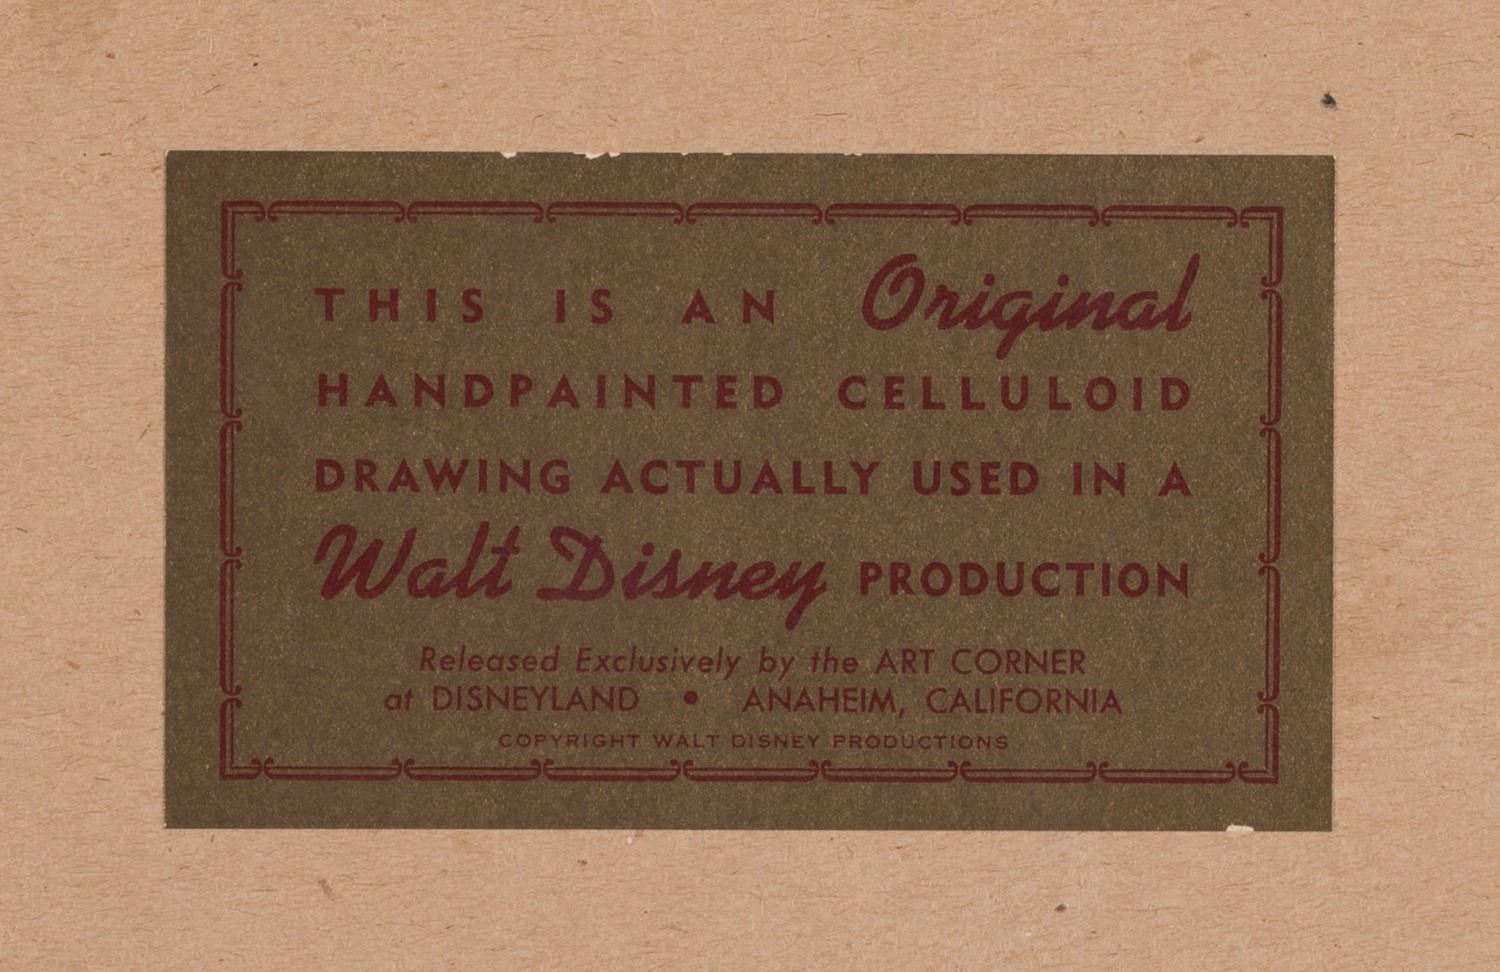 THIS IS AN Original
HANDPAINTED CELLULOID
DRAWING ACTUALLY USED IN A
Walt Disney PRODUCTION
Released Exclusively by the ART CORNER
at DISNEYLAND • ANAHEIM, CALIFORNIA
COPYRIGHT WALT DISNEY PRODUCTIONS